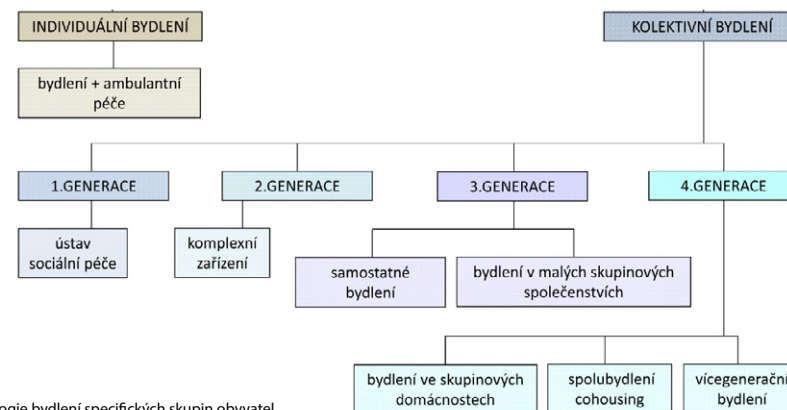 INDIVIDUÁLNÍ BYDLENÍ
KOLEKTIVNÍ BYDLENÍ
bydlení + ambulantní
péče
1.GENERACE
2.GENERACE
3.GENERACE
4.GENERACE
ústav
sociální péče
komplexní
zařízení
samostatné
bydlení
bydlení v malých skupinových
společenstvích
bydlení ve skupinových
domácnostech
spolubydlení
cohousing
vícegenerační
bydlení
bydlení specifických skupin obyvatel